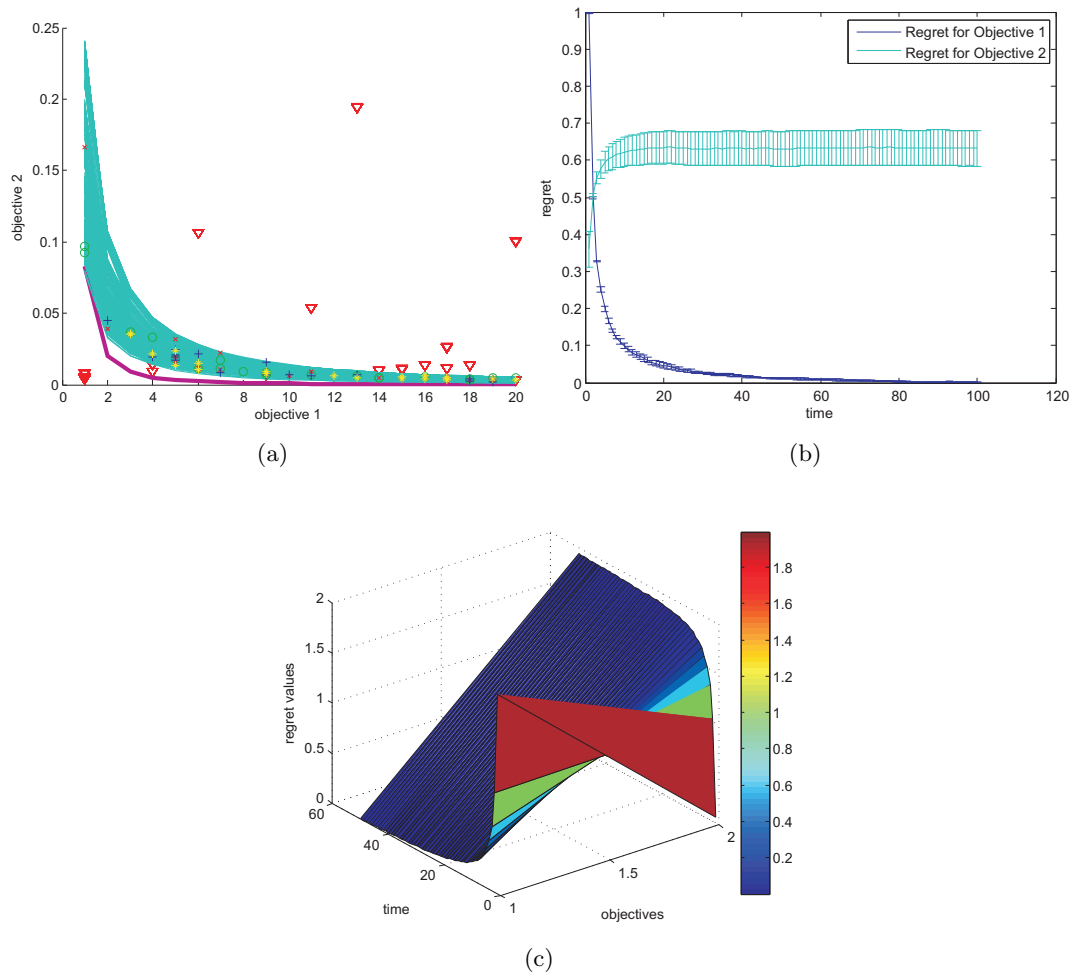 0.25
0.2
0.15
0.1
0.05
0
objective 2
0 2 4 6 8 10 12 14 16 18 20
objective 1
(a)
1
0.9
0.8
0.7
0.6
0.5
0.4
0.3
0.2
0.1
0
regret
Regret for Objective 1
Regret for Objective 2
0 20 40 60 80 100 120
time
(b)
2
1.5
1
0.5
0
regret values
60
40
20
0
time
1
1.5
2
objectives
1.8
1.6
1.4
1.2
1
0.8
0.6
0.4
0.2
(c)